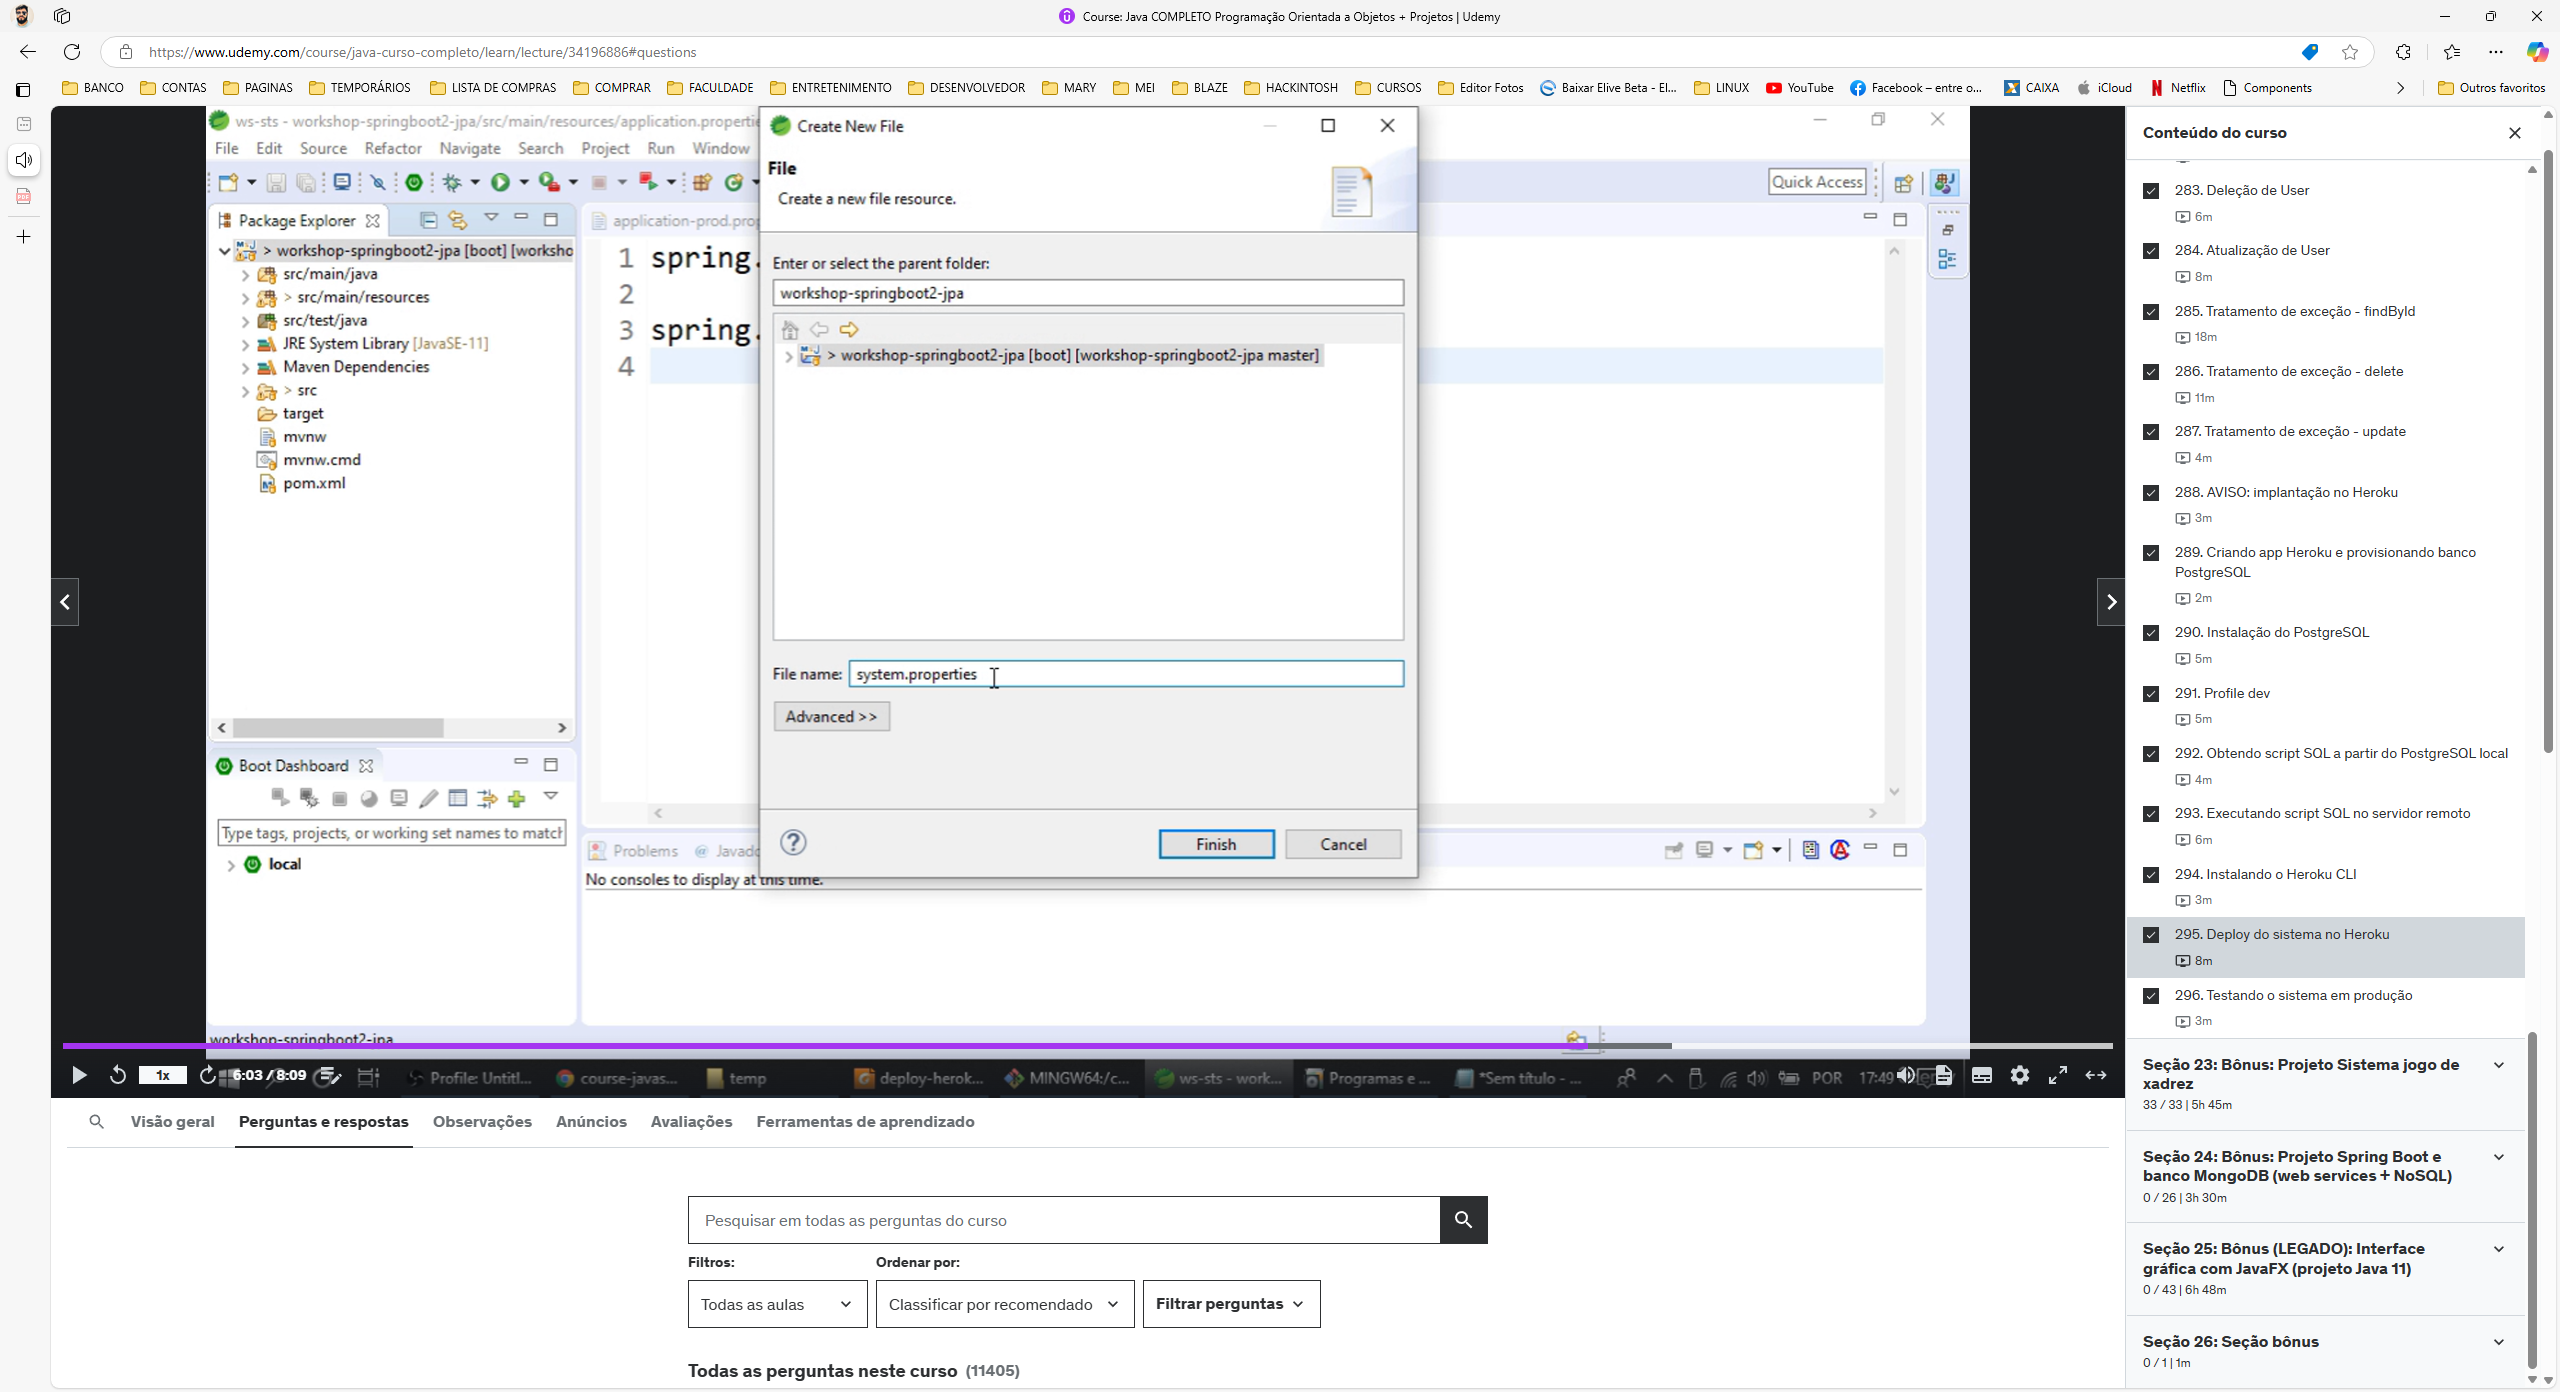 Course: Java COMPLETO Programação Orientada a Objetos + Projetos | Udemy
https://www.udemy.com/course/java-curso-completo/learn/lecture/34196886#questions
BANCO CONTAS PAGINAS TEMPORÁRIOS LISTA DE COMPRAS COMPRAR FACULDADE ENTRETENIMENTO DESENVOLVEDOR MARY MEI BLAZE HACKINTOSH CURSOS Editor Fotos Baixar Elive Beta - El... LINUX YouTube Facebook – entre o... CAIXA iCloud Netflix Components Outros favoritos
ws-sts - workshop-springboot2-jpa/src/main/resources/application.properti
File Edit Source Refactor Navigate Search Project Run Window
Quick Access
Package Explorer
> workshop-springboot2-jpa [boot] [worksho
src/main/java
> src/main/resources
src/test/java
JRE System Library [JavaSE-11]
Maven Dependencies
> src
target
mvnw
mvnw.cmd
pom.xml
Boot Dashboard
Type tags, projects, or working set names to match
local
application-prod.pro
1 spring.
2
3 spring.
4
Create New File
File
Create a new file resource.
Enter or select the parent folder:
workshop-springboot2-jpa
> workshop-springboot2-jpa [boot] [workshop-springboot2-jpa master]
File name: system.properties
Advanced >>
Finish Cancel
Problems @ Javado
No consoles to display at this time.
workshop-springboot2-jpa
1x 6:03 / 8:09
Profile: Untitl... course-javas... temp deploy-herok... MINGW64:/c... ws-sts - work... Programas e ... *Sem título - ... POR 17:49
Visão geral Perguntas e respostas Observações Anúncios Avaliações Ferramentas de aprendizado
Pesquisar em todas as perguntas do curso
Filtros: Ordenar por:
Todas as aulas Classificar por recomendado Filtrar perguntas
Todas as perguntas neste curso (11405)
Conteúdo do curso
283. Deleção de User
6m
284. Atualização de User
8m
285. Tratamento de exceção - findById
18m
286. Tratamento de exceção - delete
11m
287. Tratamento de exceção - update
4m
288. AVISO: implantação no Heroku
3m
289. Criando app Heroku e provisionando banco
PostgreSQL
2m
290. Instalação do PostgreSQL
5m
291. Profile dev
5m
292. Obtendo script SQL a partir do PostgreSQL local
4m
293. Executando script SQL no servidor remoto
6m
294. Instalando o Heroku CLI
3m
295. Deploy do sistema no Heroku
8m
296. Testando o sistema em produção
3m
Seção 23: Bônus: Projeto Sistema jogo de
xadrez
33 / 33 | 5h 45m
Seção 24: Bônus: Projeto Spring Boot e
banco MongoDB (web services + NoSQL)
0 / 26 | 3h 30m
Seção 25: Bônus (LEGADO): Interface
gráfica com JavaFX (projeto Java 11)
0 / 43 | 6h 48m
Seção 26: Seção bônus
0 / 1 | 1m